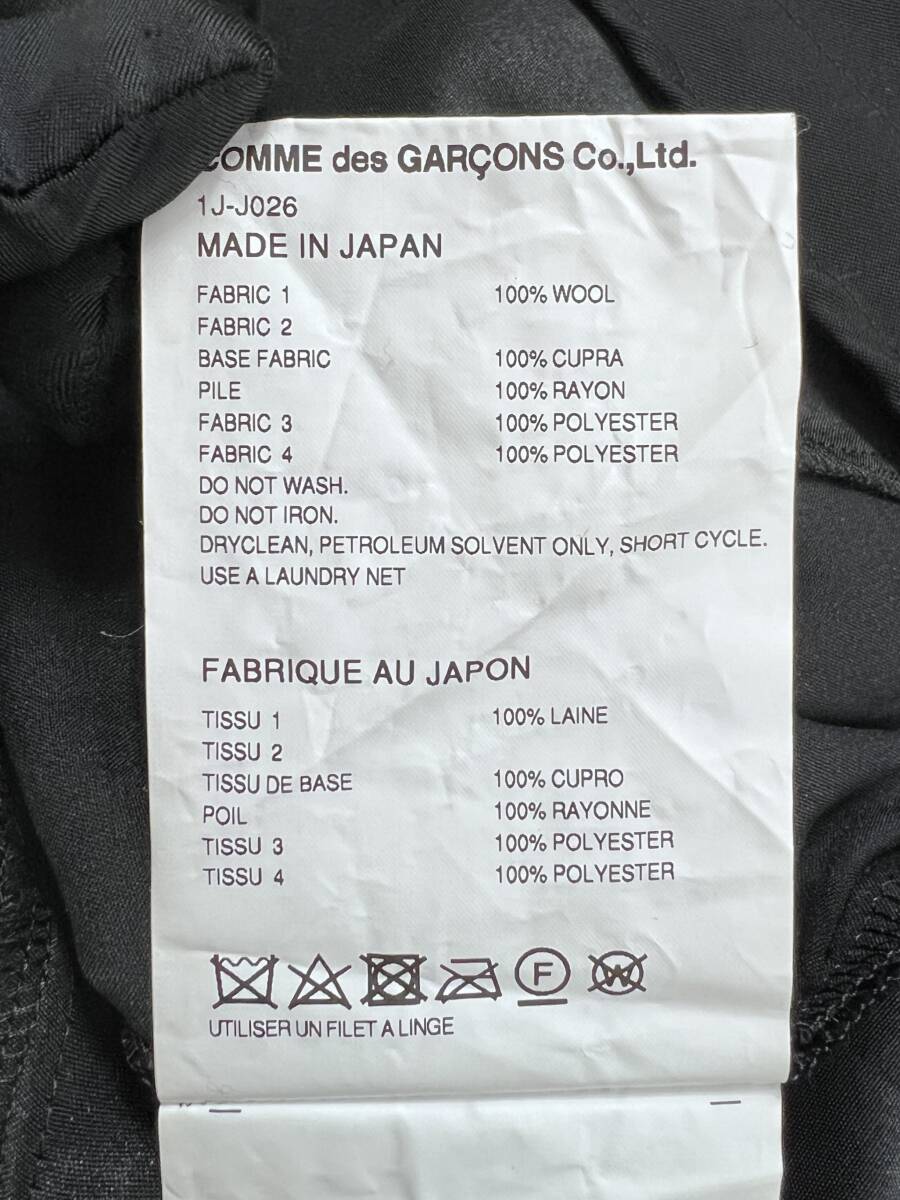 COMME des GARÇONS Co.,Ltd.
1J-J026
MADE IN JAPAN
FABRIC 1 100% WOOL
FABRIC 2
BASE FABRIC 100% CUPRA
PILE 100% RAYON
FABRIC 3 100% POLYESTER
FABRIC 4 100% POLYESTER
DO NOT WASH.
DO NOT IRON.
DRYCLEAN, PETROLEUM SOLVENT ONLY, SHORT CYCLE.
USE A LAUNDRY NET
FABRIQUE AU JAPON
TISSU 1 100% LAINE
TISSU 2
TISSU DE BASE 100% CUPRO
POIL 100% RAYONNE
TISSU 3 100% POLYESTER
TISSU 4 100% POLYESTER
F W
UTILISER UN FILET A LINGE